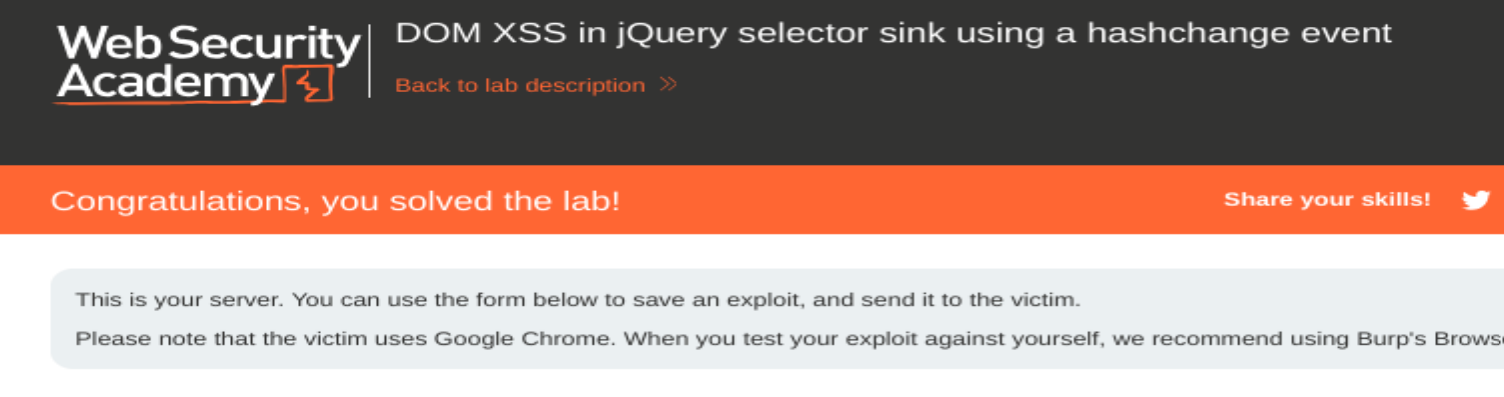 Web Security
Academy
DOM XSS in jQuery selector sink using a hashchange event
Back to lab description
Congratulations, you solved the lab!
Share your skills!
This is your server. You can use the form below to save an exploit, and send it to the victim.
Please note that the victim uses Google Chrome. When you test your exploit against yourself, we recommend using Burp's Browse